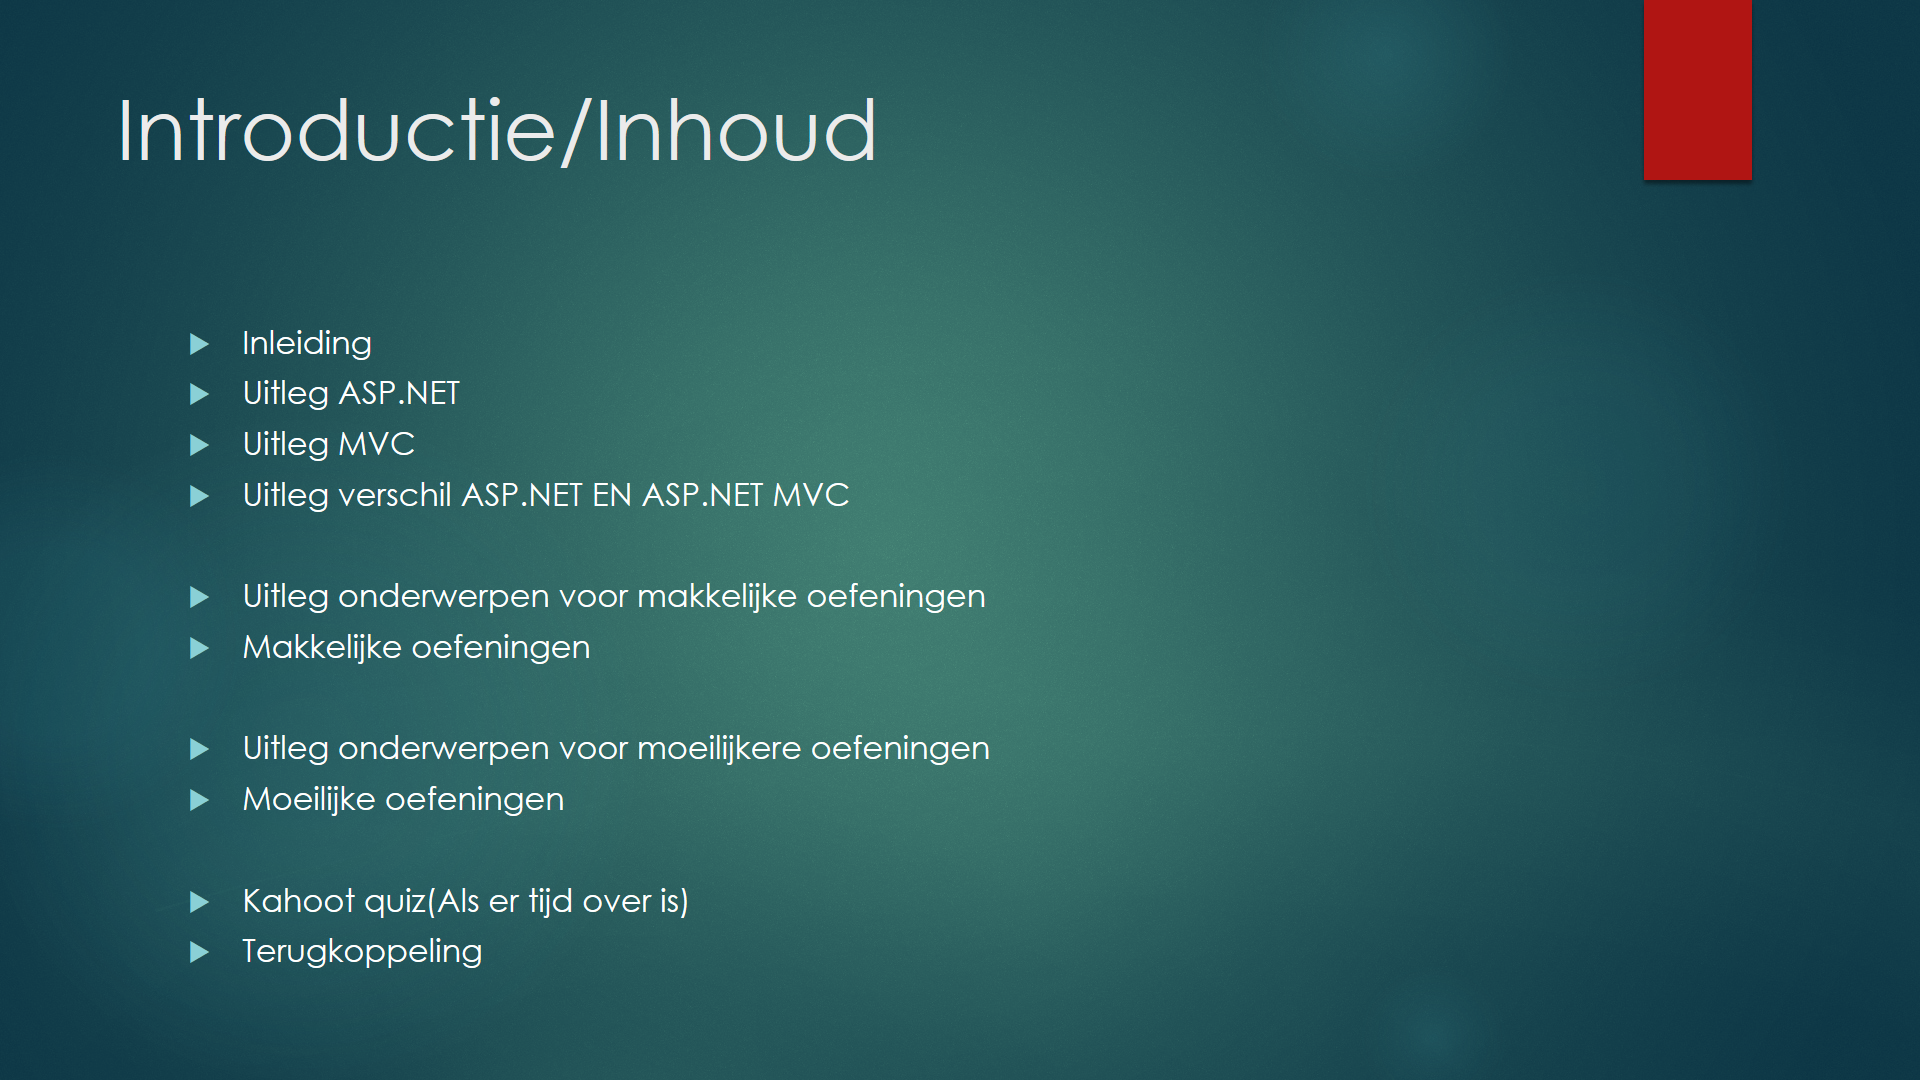 Introductie/Inhoud
Inleiding
Uitleg ASP.NET
Uitleg MVC
Uitleg verschil ASP.NET EN ASP.NET MVC
Uitleg onderwerpen voor makkelijke oefeningen
Makkelijke oefeningen
Uitleg onderwerpen voor moeilijkere oefeningen
Moeilijke oefeningen
Kahoot quiz(Als er tijd over is)
Terugkoppeling